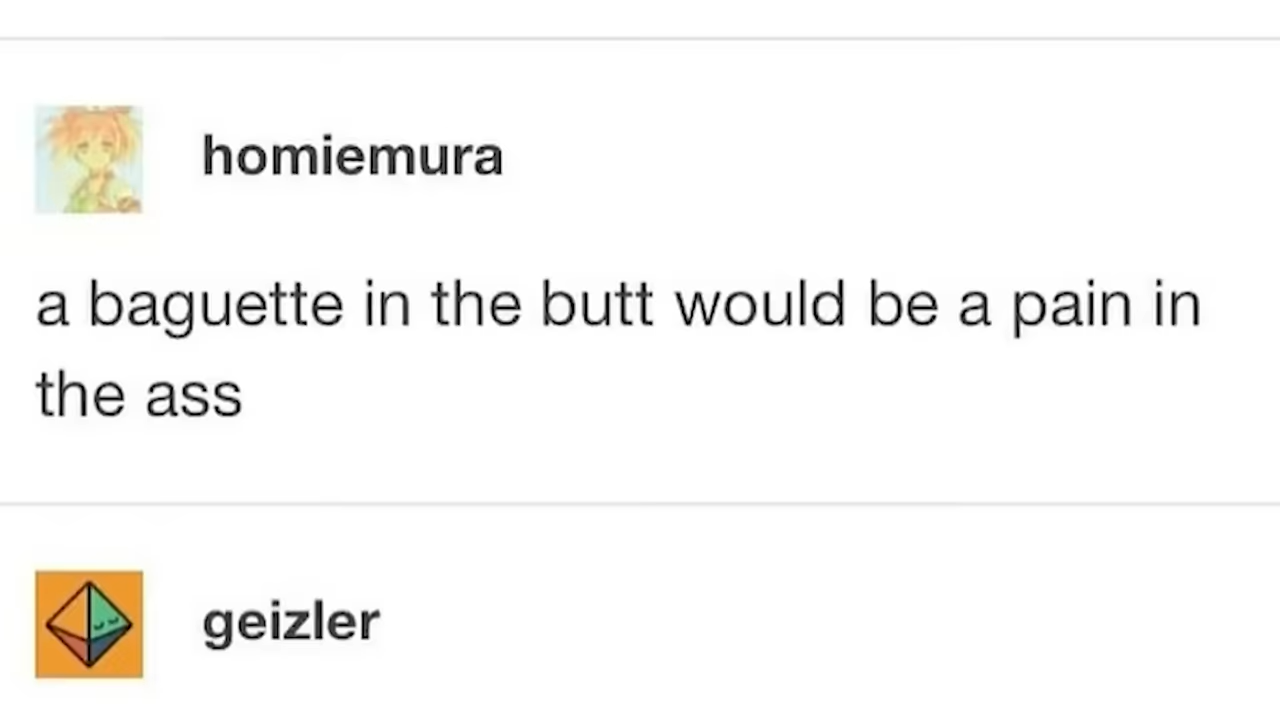 homiemura
a baguette in the butt would be a pain in
the ass
geizler